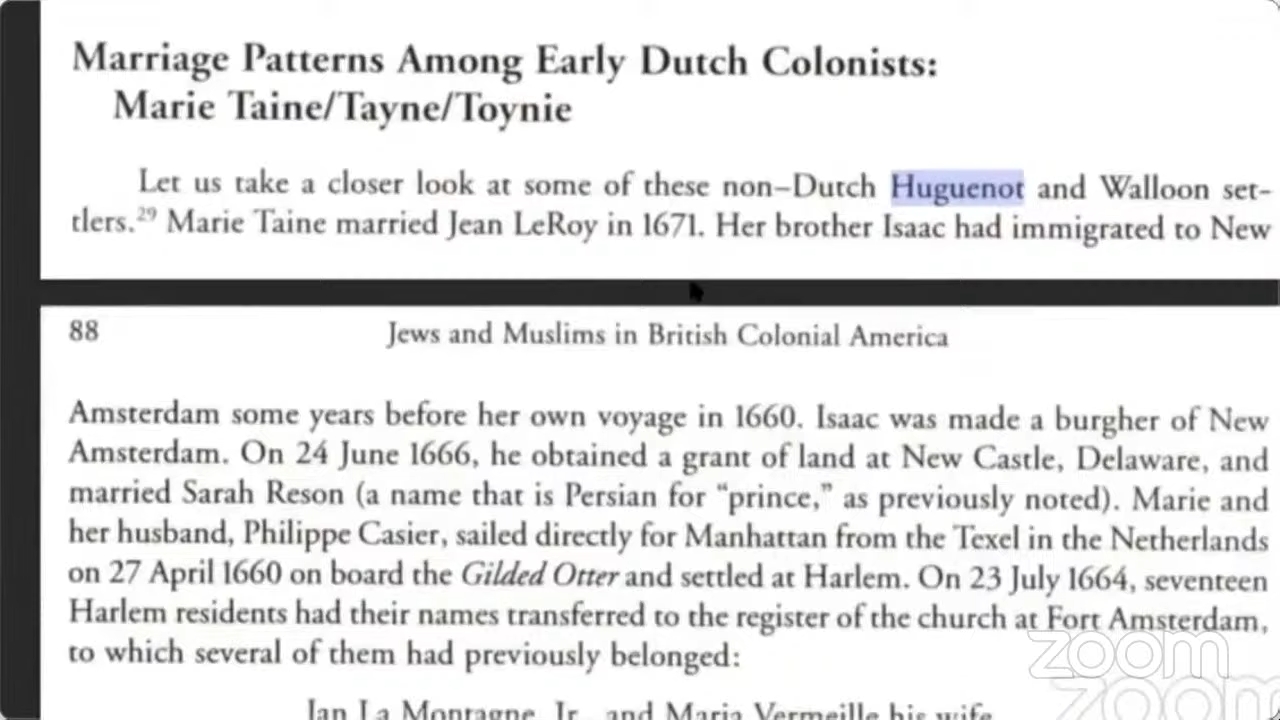 Marriage Patterns Among Early Dutch Colonists:
Marie Taine/Tayne/Toynie
Let us take a closer look at some of these non–Dutch Huguenot and Walloon set-
tlers.29 Marie Taine married Jean LeRoy in 1671. Her brother Isaac had immigrated to New
88
Jews and Muslims in British Colonial America
Amsterdam some years before her own voyage in 1660. Isaac was made a burgher of New
Amsterdam. On 24 June 1666, he obtained a grant of land at New Castle, Delaware, and
married Sarah Reson (a name that is Persian for “prince,” as previously noted). Marie and
her husband, Philippe Casier, sailed directly for Manhattan from the Texel in the Netherlands
on 27 April 1660 on board the Gilded Otter and settled at Harlem. On 23 July 1664, seventeen
Harlem residents had their names transferred to the register of the church at Fort Amsterdam,
to which several of them had previously belonged:
Jan La Montagne, Jr., and Maria Vermeille his wife
zoom
zoom